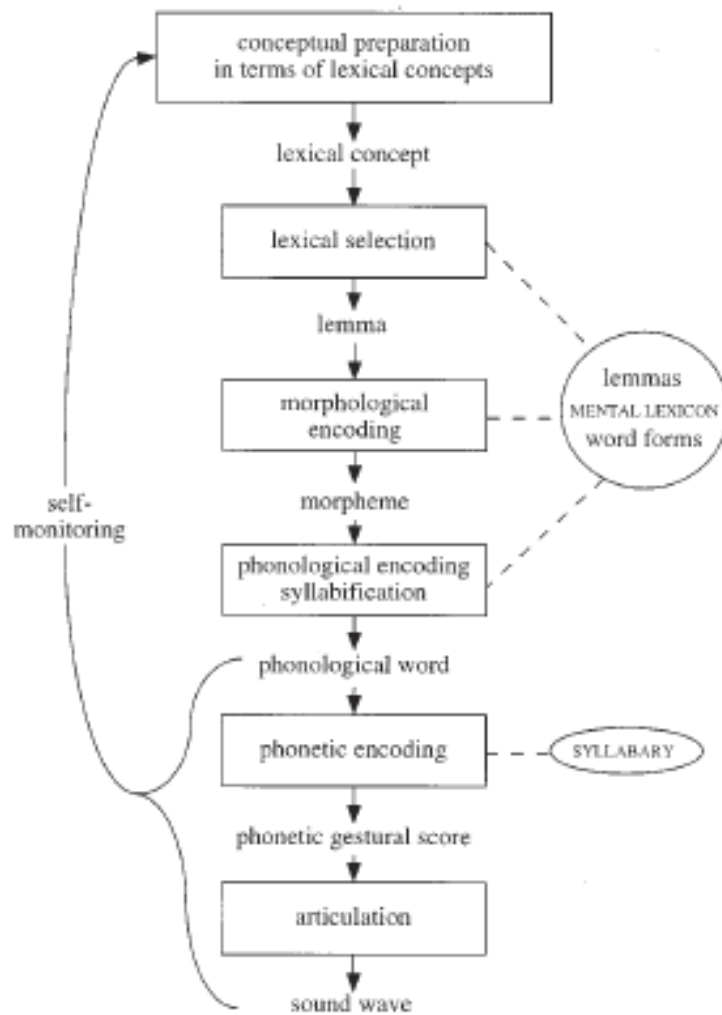 conceptual preparation
in terms of lexical concepts
lexical concept
lexical selection
lemma
lemmas
MENTAL LEXICON
word forms
morphological
encoding
morpheme
self-
monitoring
phonological encoding
syllabification
phonological word
phonetic encoding
SYLLABARY
phonetic gestural score
articulation
sound wave